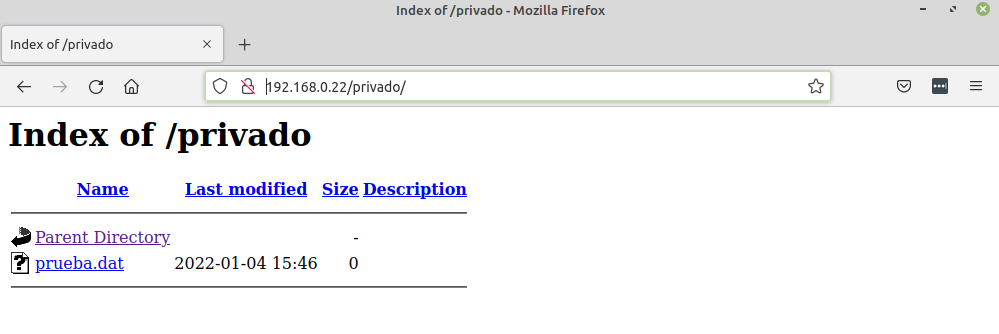 Index of /privado - Mozilla Firefox
Index of /privado
192.168.0.22/privado/
Index of /privado
Name Last modified Size Description
Parent Directory -
prueba.dat 2022-01-04 15:46 0